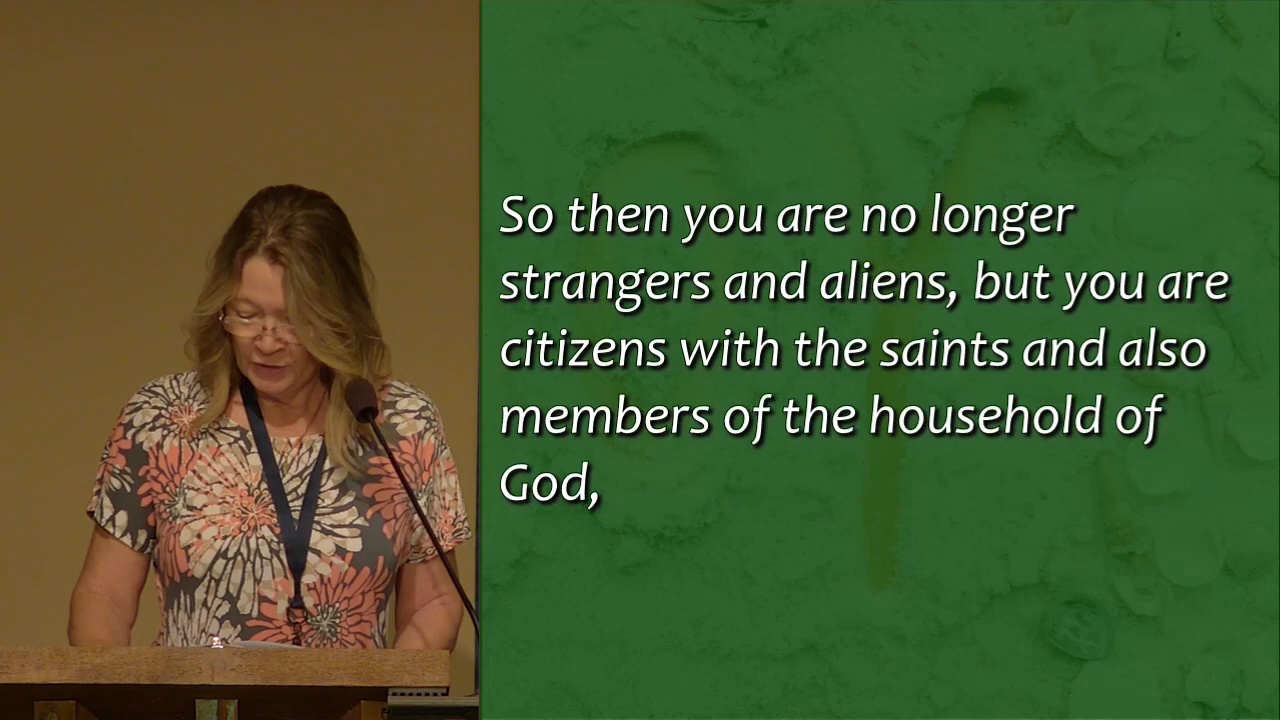 So then you are no longer
strangers and aliens, but you are
citizens with the saints and also
members of the household of
God,